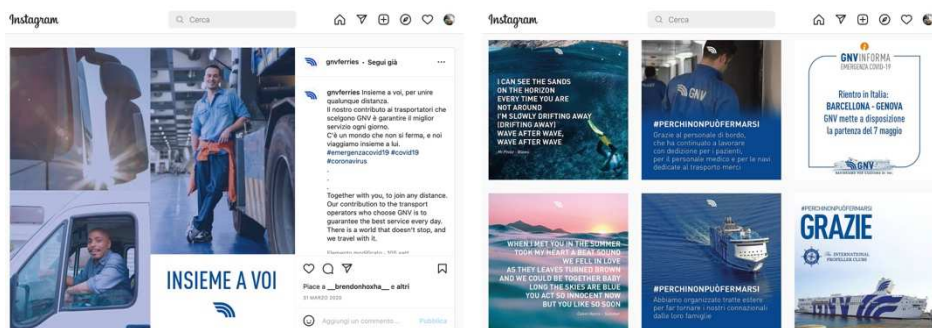 Instagram
Cerca
gnvferries • Segui già
gnvferries Insieme a voi, per unire
qualunque distanza.
Il nostro contributo ai trasportatori che
scelgono GNV è garantire il miglior
servizio ogni giorno.
C'è un mondo che non si ferma, e noi
viaggiamo insieme a lui.
#emergenzacovid19 #covid19
#coronavirus
.
.
.
Together with you, to join any distance.
Our contribution to the transport
operators who choose GNV is to
guarantee the best service every day.
There is a world that doesn't stop, and
we travel with it.
INSIEME A VOI
Piace a __brendonhoxha__ e altri
31 MARZO 2020
Aggiungi un commento...
Pubblica
Instagram
Cerca
I CAN SEE THE SANDS
ON THE HORIZON
EVERY TIME YOU ARE
NOT AROUND
I'M SLOWLY DRIFTING AWAY
(DRIFTING AWAY)
WAVE AFTER WAVE,
WAVE AFTER WAVE
GNV
#PERCHINONPUÒFERMARSI
Grazie al personale di bordo,
che ha continuato a lavorare
con dedizione per i pazienti,
per il personale medico e per le navi
dedicate al trasporto merci
GNVINFORMA
EMERGENZA COVID-19
Rientro in Italia:
BARCELLONA - GENOVA
GNV mette a disposizione
la partenza del 7 maggio
GNV
WHEN I MET YOU IN THE SUMMER
TOOK MY HEART A BEAT SOUND
WE FELL IN LOVE
AS THEY LEAVES TURNED BROWN
AND WE COULD BE TOGETHER BABY
LONG THE SKIES ARE BLUE
YOU ACT SO INNOCENT NOW
BUT YOU LIKE SO SOON
#PERCHINONPUÒFERMARSI
Abbiamo organizzato tratte estere
per far tornare i nostri connazionali
dalle loro famiglie
#PERCHINONPUÒFERMARSI
GRAZIE
The INTERNATIONAL
PROPELLER CLUBS
GNV